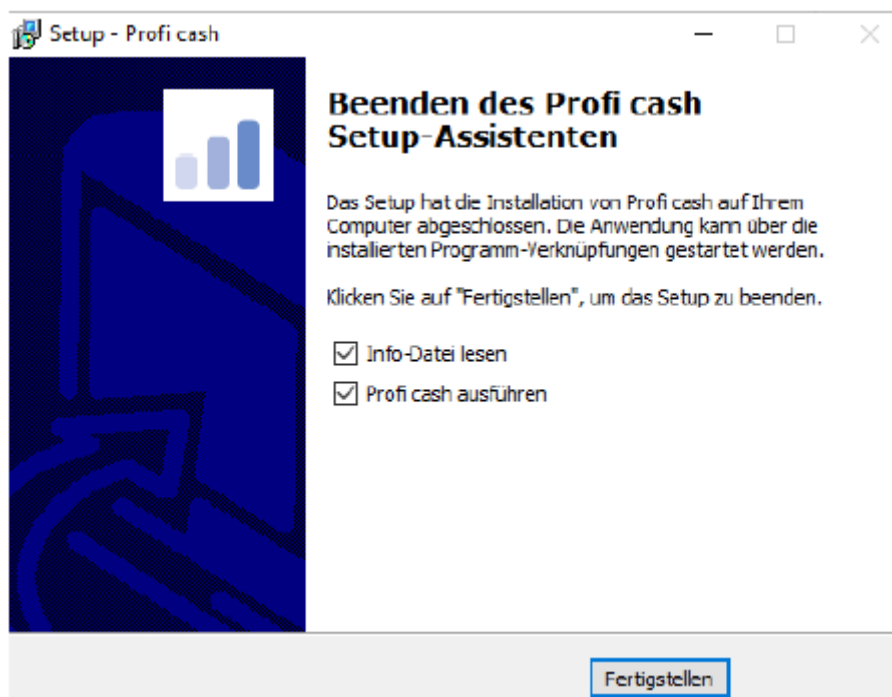 Setup - Profi cash
Beenden des Profi cash
Setup-Assistenten
Das Setup hat die Installation von Profi cash auf Ihrem
Computer abgeschlossen. Die Anwendung kann über die
installierten Programm-Verknüpfungen gestartet werden.
Klicken Sie auf "Fertigstellen", um das Setup zu beenden.
Info-Datei lesen
Profi cash ausführen
Fertigstellen